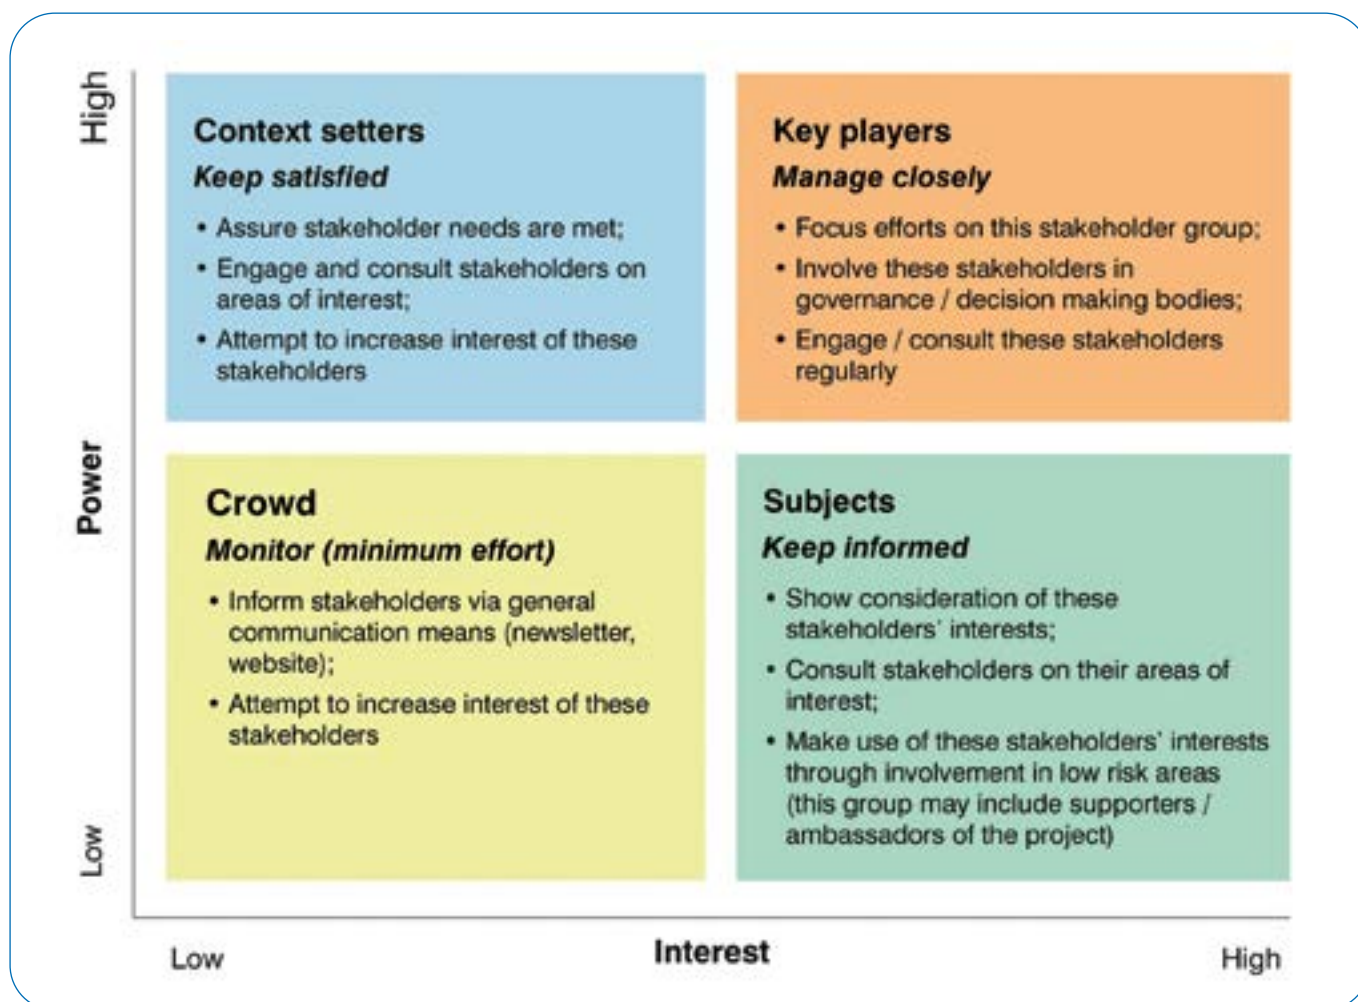 High
Context setters
Keep satisfied
• Assure stakeholder needs are met;
• Engage and consult stakeholders on
areas of interest;
• Attempt to increase interest of these
stakeholders
Key players
Manage closely
• Focus efforts on this stakeholder group;
• Involve these stakeholders in
governance / decision making bodies;
• Engage / consult these stakeholders
regularly
Power
Crowd
Monitor (minimum effort)
• Inform stakeholders via general
communication means (newsletter,
website);
• Attempt to increase interest of these
stakeholders
Subjects
Keep informed
• Show consideration of these
stakeholders' interests;
• Consult stakeholders on their areas of
interest;
• Make use of these stakeholders' interests
through involvement in low risk areas
(this group may include supporters /
ambassadors of the project)
Low
Low
Interest
High